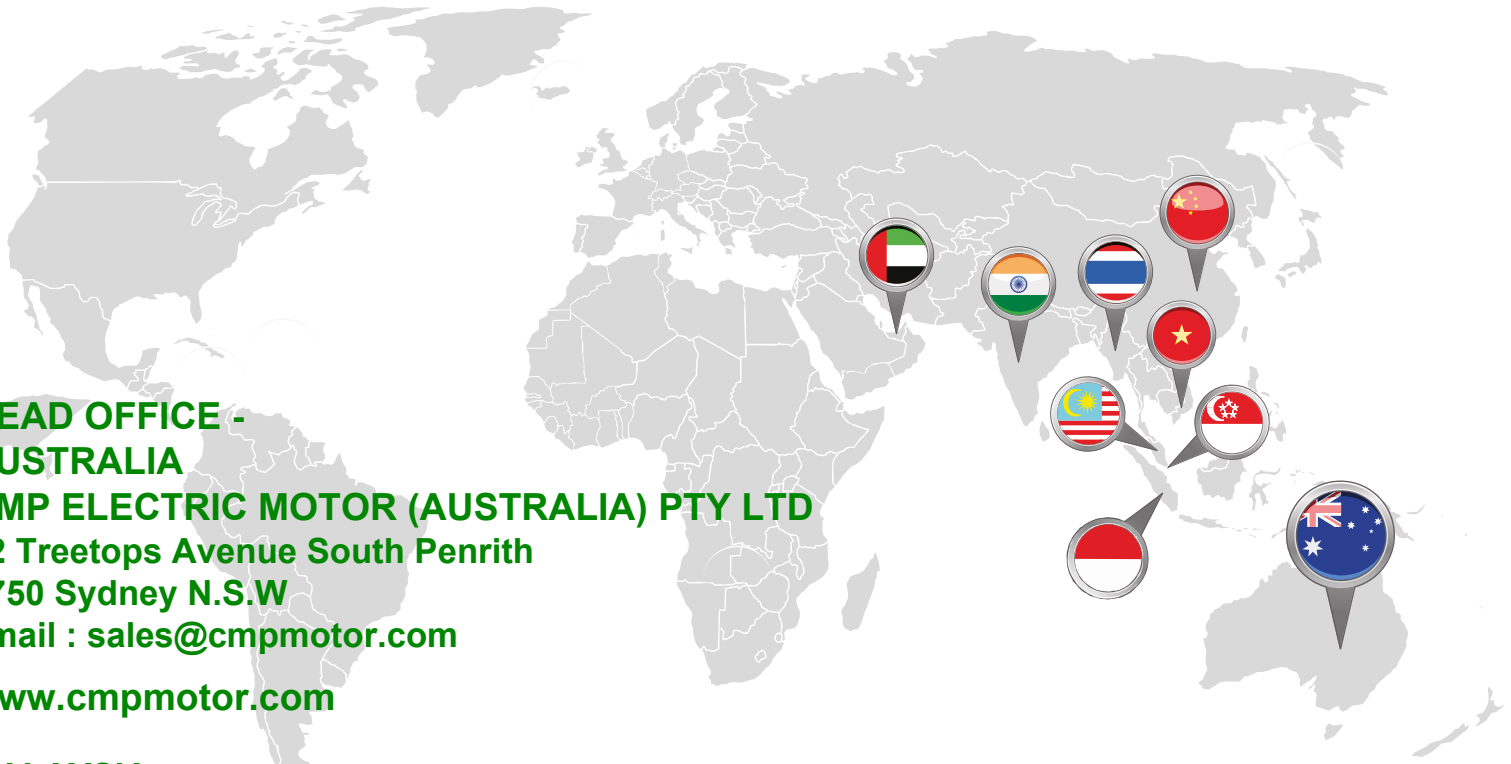 EAD OFFICE -
USTRALIA
MP ELECTRIC MOTOR (AUSTRALIA) PTY LTD
2 Treetops Avenue South Penrith
750 Sydney N.S.W
mail : sales@cmpmotor.com
ww.cmpmotor.com